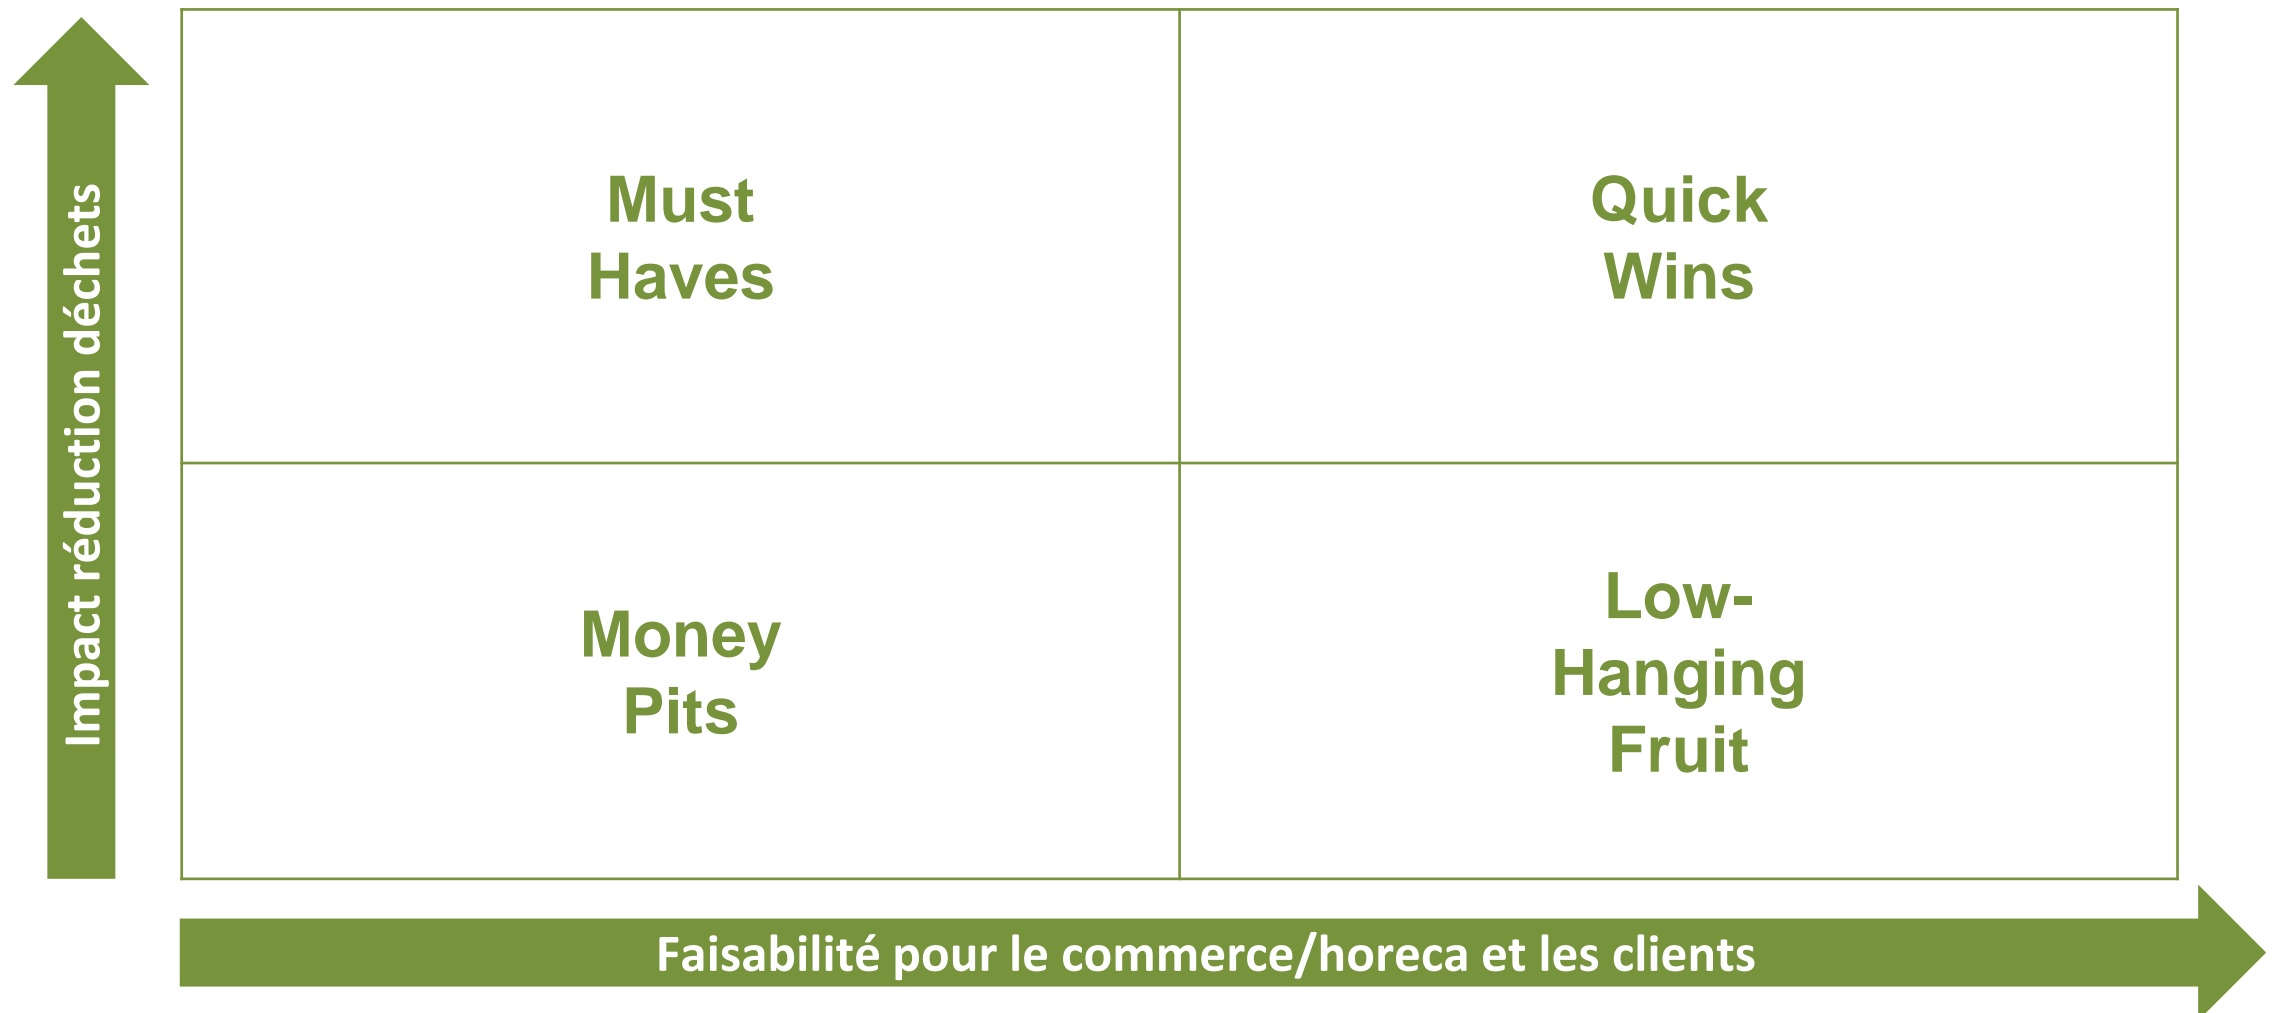 Impact réduction déchets
Must
Haves
Quick
Wins
Money
Pits
Low-
Hanging
Fruit
Faisabilité pour le commerce/horeca et les clients